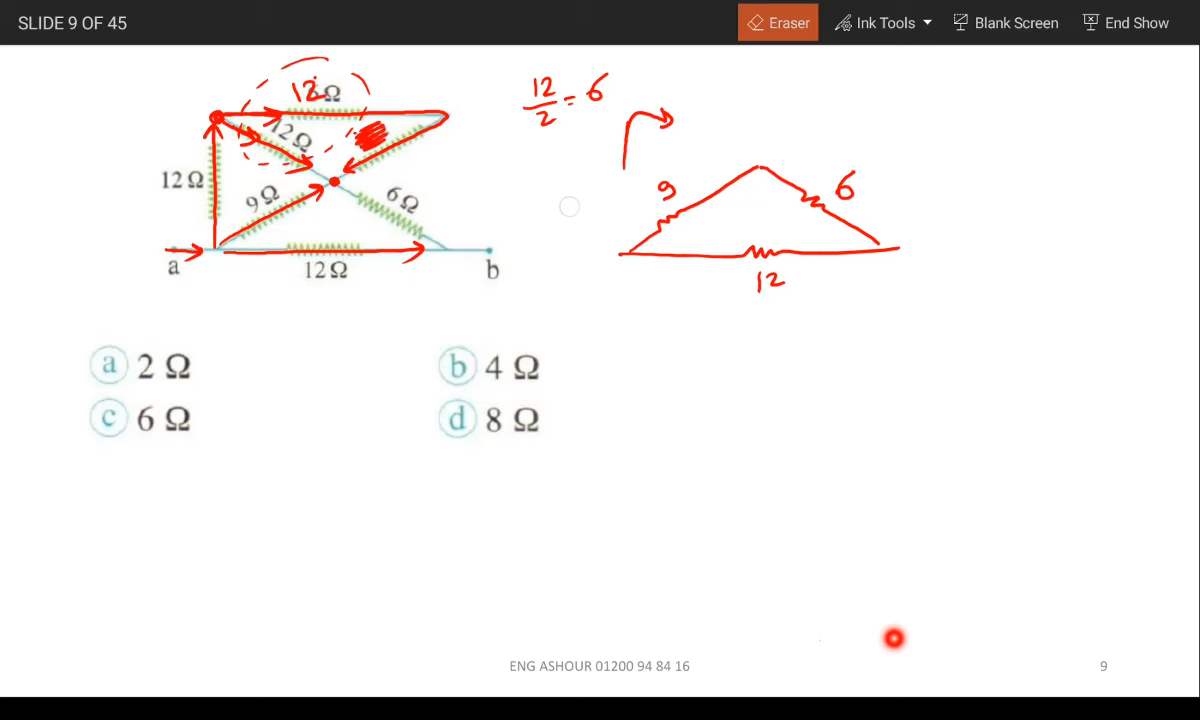 SLIDE 9 OF 45
Eraser
Ink Tools
Blank Screen
End Show
12
Ω
12 Ω
12 Ω
9 Ω
6 Ω
12 Ω
a
b
12/2 = 6
9
6
12
a 2 Ω
b 4 Ω
c 6 Ω
d 8 Ω
ENG ASHOUR 01200 94 84 16
9